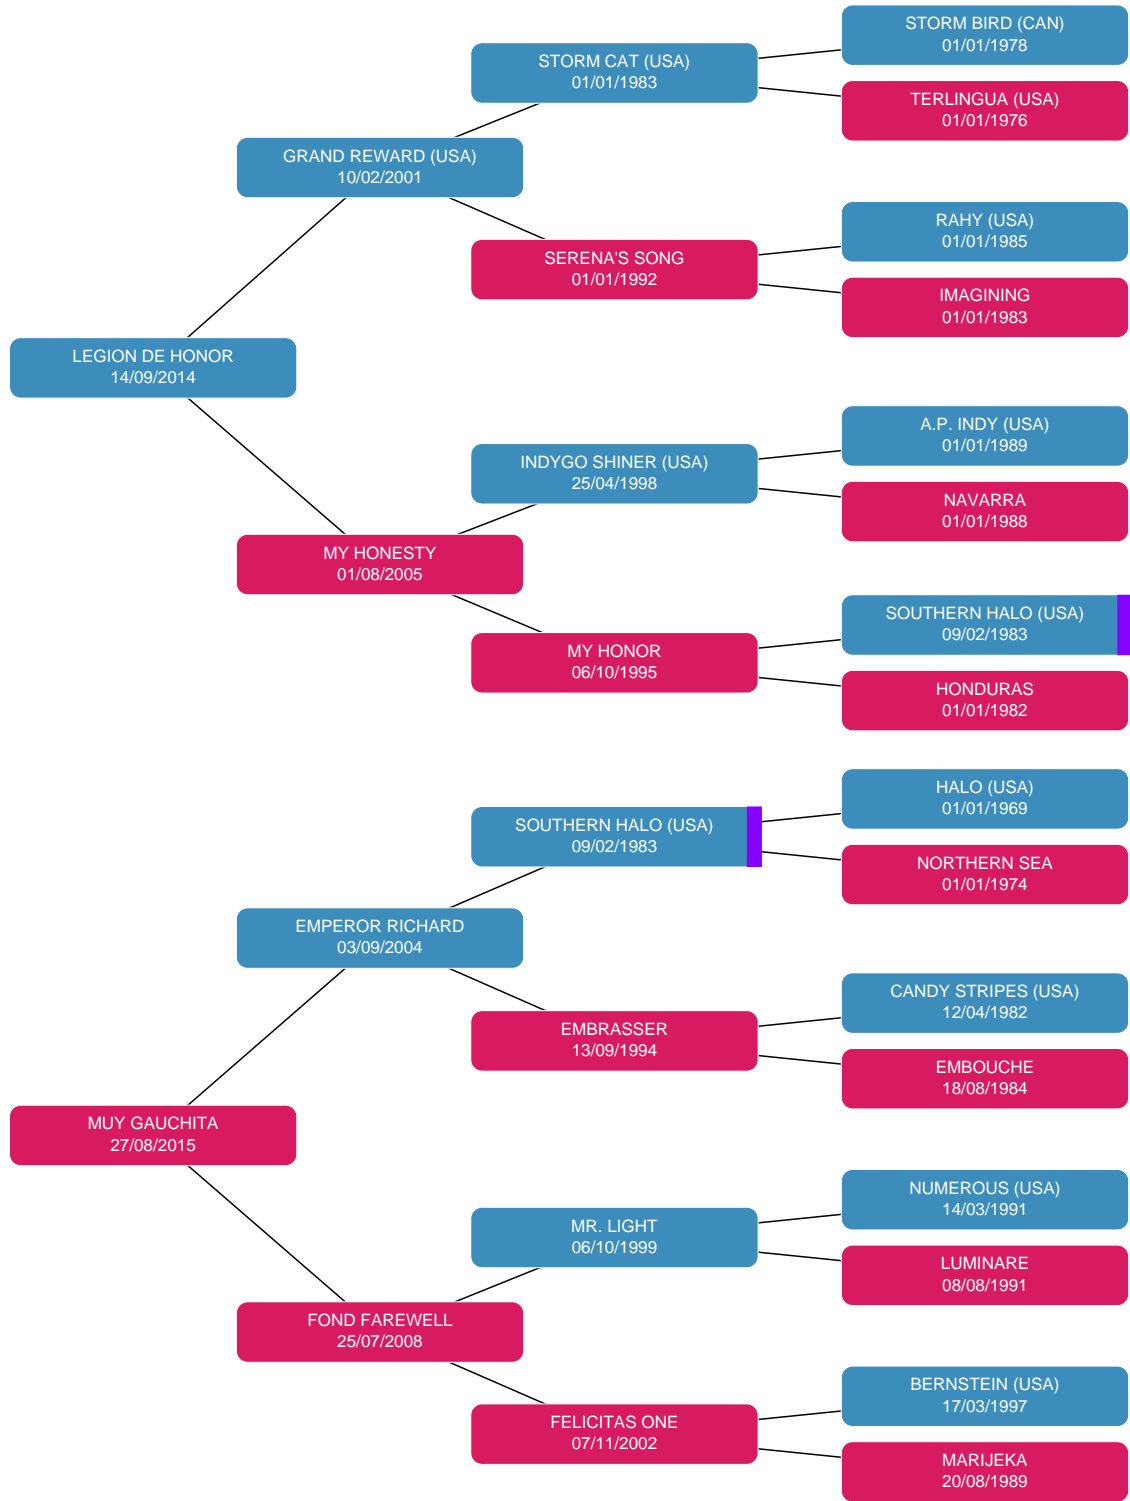 STORM BIRD (CAN)
01/01/1978
STORM CAT (USA)
01/01/1983
TERLINGUA (USA)
01/01/1976
GRAND REWARD (USA)
10/02/2001
RAHY (USA)
01/01/1985
SERENA'S SONG
01/01/1992
IMAGINING
01/01/1983
LEGION DE HONOR
14/09/2014
A.P. INDY (USA)
01/01/1989
INDYGO SHINER (USA)
25/04/1998
NAVARRA
01/01/1988
MY HONESTY
01/08/2005
SOUTHERN HALO (USA)
09/02/1983
MY HONOR
06/10/1995
HONDURAS
01/01/1982
HALO (USA)
01/01/1969
SOUTHERN HALO (USA)
09/02/1983
NORTHERN SEA
01/01/1974
EMPEROR RICHARD
03/09/2004
CANDY STRIPES (USA)
12/04/1982
EMBRASSER
13/09/1994
EMBOUCHE
18/08/1984
MUY GAUCHITA
27/08/2015
NUMEROUS (USA)
14/03/1991
MR. LIGHT
06/10/1999
LUMINARE
08/08/1991
FOND FAREWELL
25/07/2008
BERNSTEIN (USA)
17/03/1997
FELICITAS ONE
07/11/2002
MARIJEKA
20/08/1989